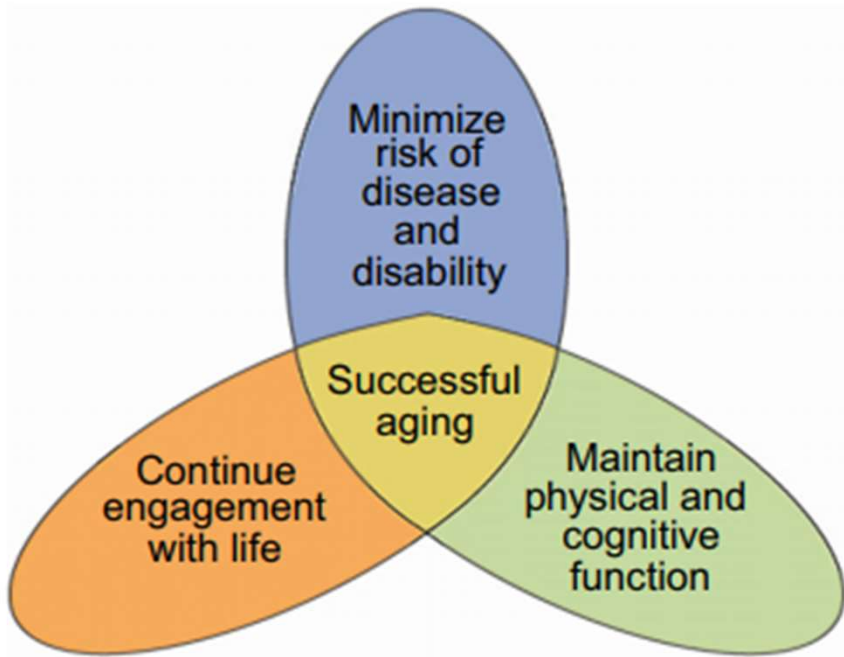 Minimize
risk of
disease
and
disability
Successful
aging
Continue
engagement
with life
Maintain
physical and
cognitive
function